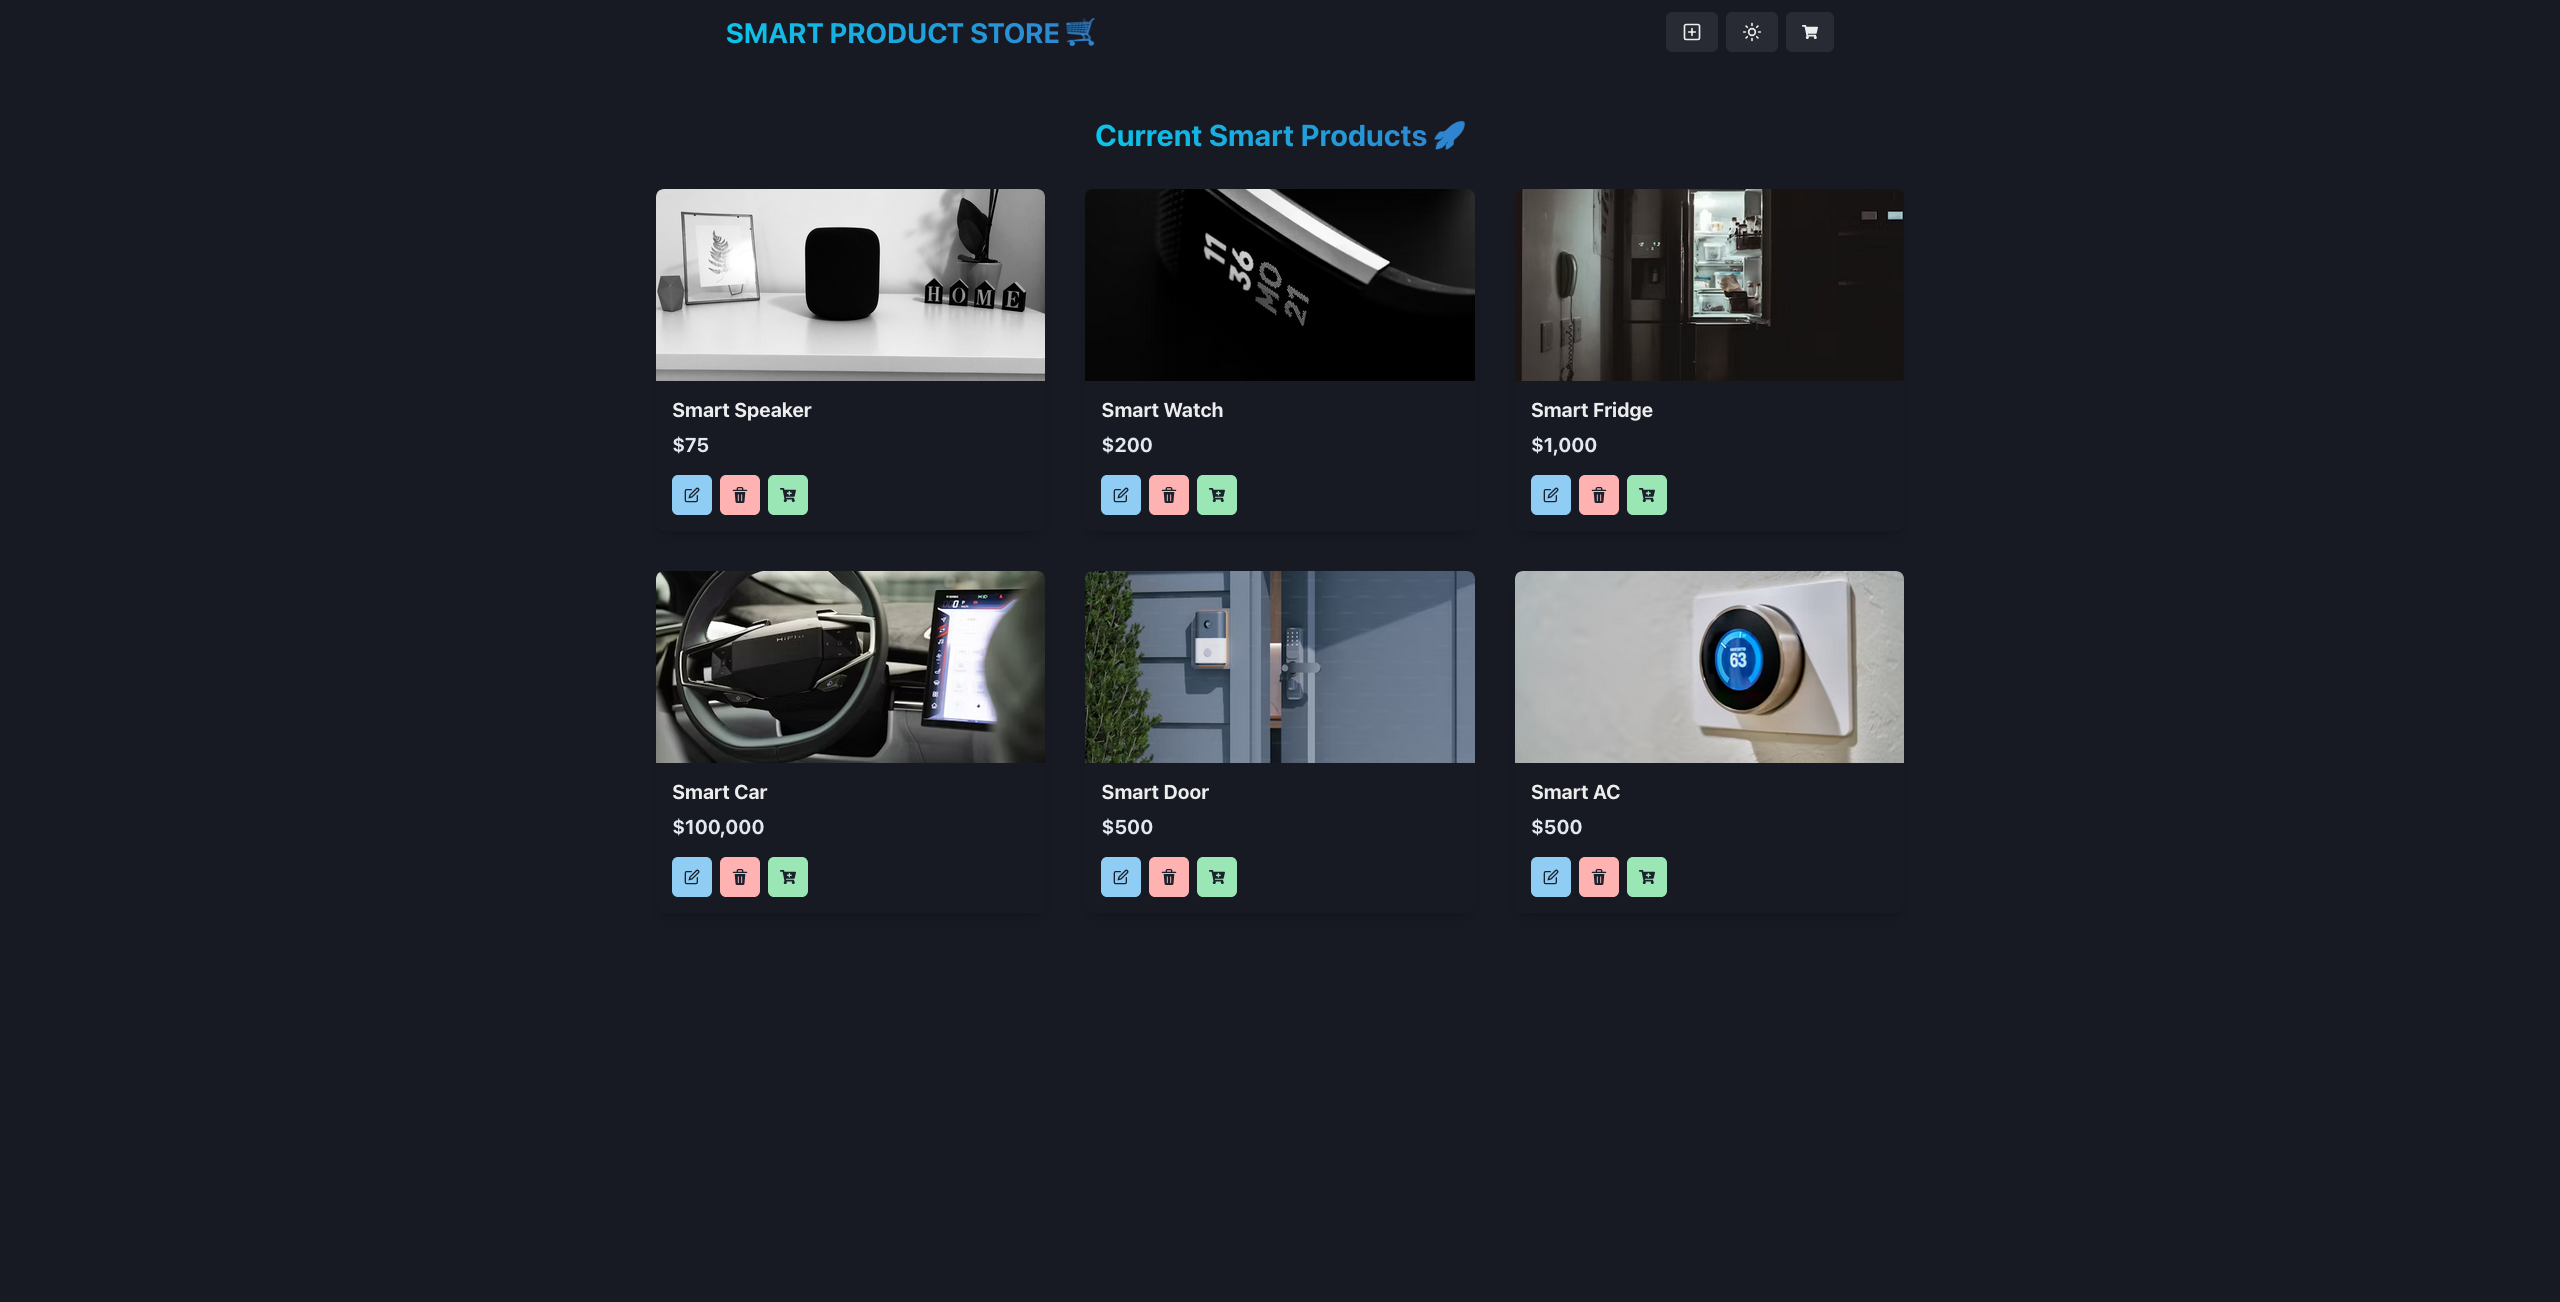 SMART PRODUCT STORE 🛒
Current Smart Products 🚀
11
36
MO
21
HOME
Smart Speaker
$75
Smart Watch
$200
Smart Fridge
$1,000
63
Smart Car
$100,000
Smart Door
$500
Smart AC
$500